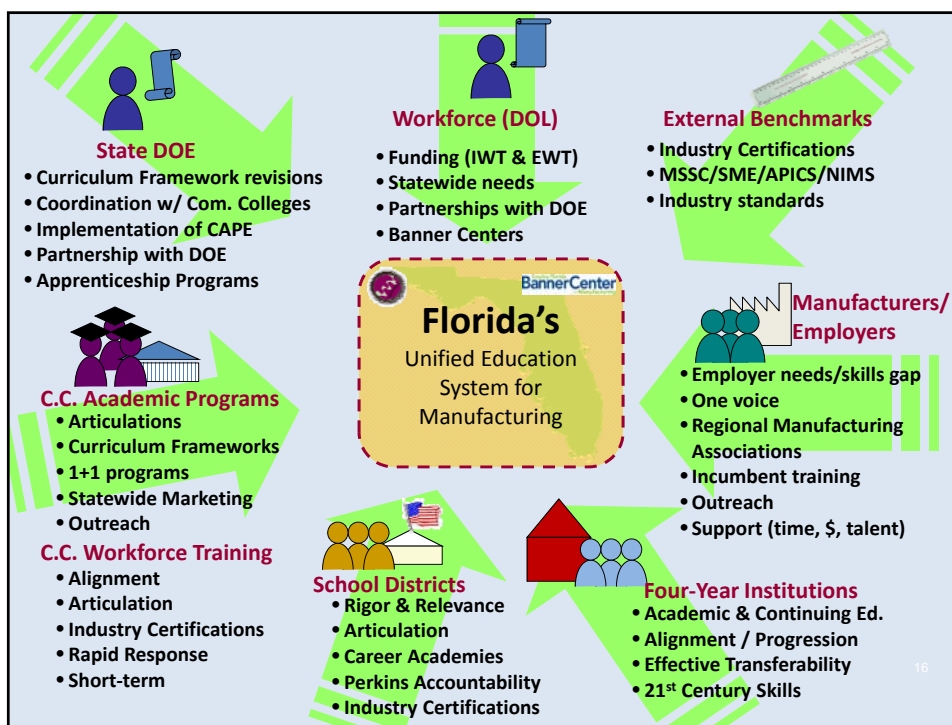 State DOE
• Curriculum Framework revisions
• Coordination w/ Com. Colleges
• Implementation of CAPE
• Partnership with DOE
• Apprenticeship Programs
Workforce (DOL)
• Funding (IWT & EWT)
• Statewide needs
• Partnerships with DOE
• Banner Centers
External Benchmarks
• Industry Certifications
• MSSC/SME/APICS/NIMS
• Industry standards
BannerCenter
Florida's
Unified Education
System for
Manufacturing
Manufacturers/
Employers
• Employer needs/skills gap
• One voice
• Regional Manufacturing
Associations
• Incumbent training
• Outreach
• Support (time, $, talent)
C.C. Academic Programs
• Articulations
• Curriculum Frameworks
• 1+1 programs
• Statewide Marketing
• Outreach
C.C. Workforce Training
• Alignment
• Articulation
• Industry Certifications
• Rapid Response
• Short-term
School Districts
• Rigor & Relevance
• Articulation
• Career Academies
• Perkins Accountability
• Industry Certifications
Four-Year Institutions
• Academic & Continuing Ed.
• Alignment / Progression
• Effective Transferability
• 21st Century Skills
16